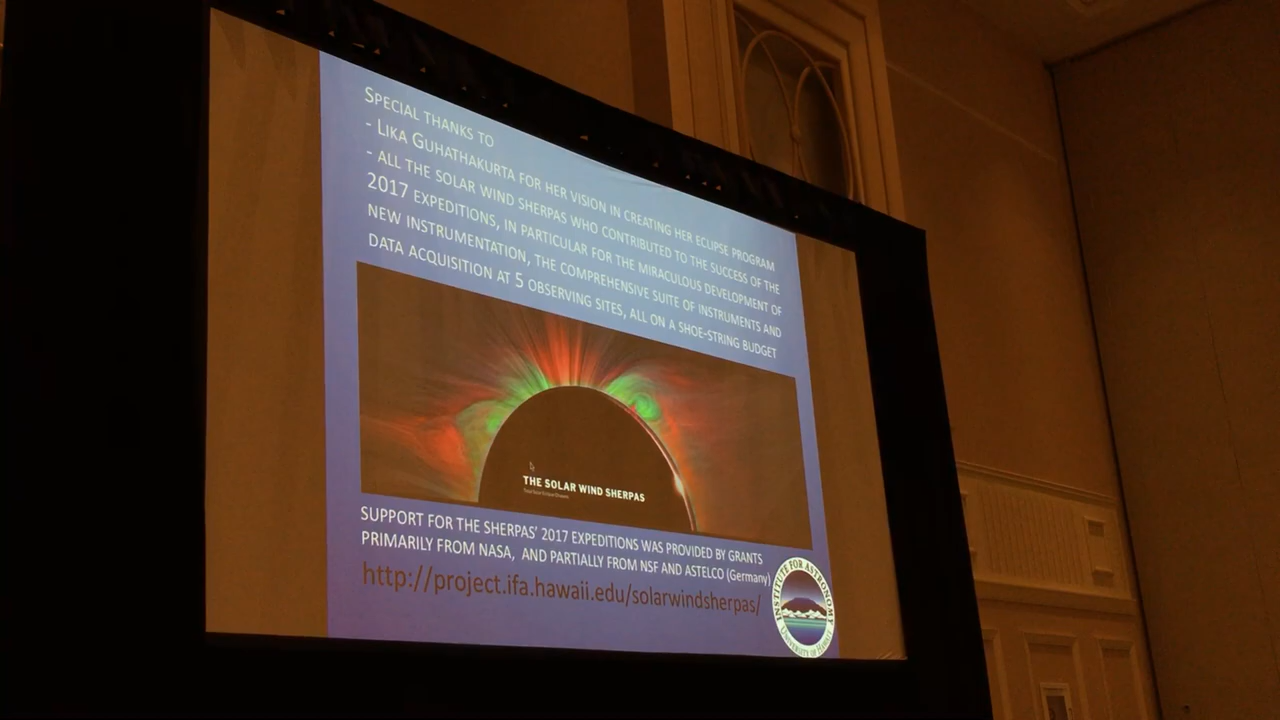 SPECIAL THANKS TO
- LIKA GUHATHAKURTA FOR HER VISION IN CREATING HER ECLIPSE PROGRAM
- ALL THE SOLAR WIND SHERPAS WHO CONTRIBUTED TO THE SUCCESS OF THE
2017 EXPEDITIONS, IN PARTICULAR FOR THE MIRACULOUS DEVELOPMENT OF
NEW INSTRUMENTATION, THE COMPREHENSIVE SUITE OF INSTRUMENTS AND
DATA ACQUISITION AT 5 OBSERVING SITES, ALL ON A SHOE-STRING BUDGET
THE SOLAR WIND SHERPAS
SUPPORT FOR THE SHERPAS' 2017 EXPEDITIONS WAS PROVIDED BY GRANTS
PRIMARILY FROM NASA, AND PARTIALLY FROM NSF AND ASTELCO (Germany)
http://project.ifa.hawaii.edu/solarwindsherpas/
INSTITUTE FOR ASTRONOMY
UNIVERSITY OF HAWAII